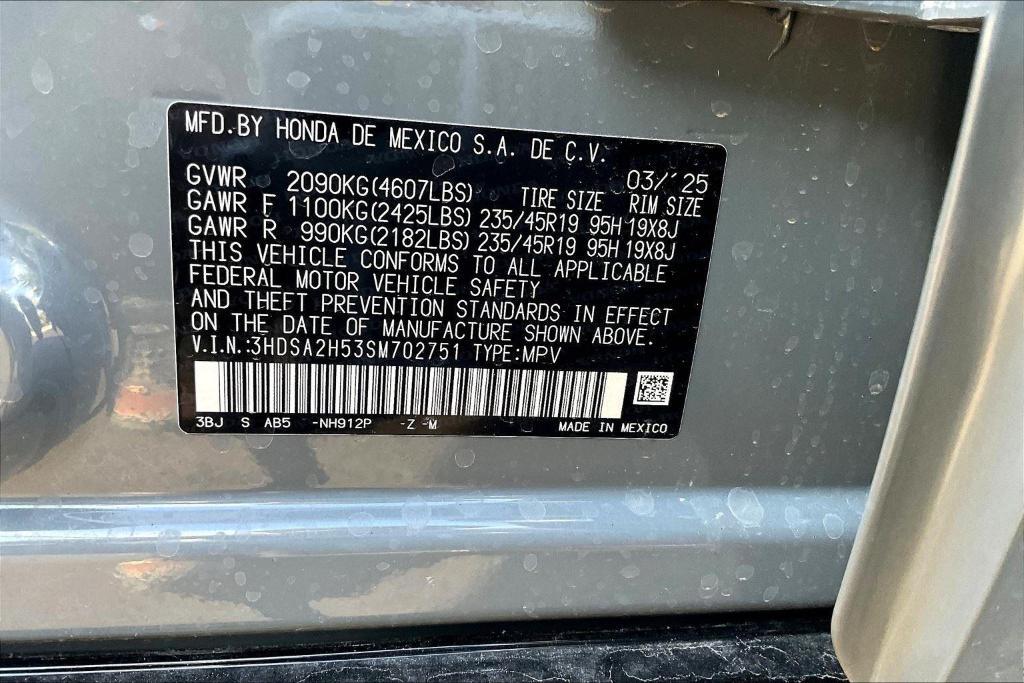 MFD.BY HONDA DE MEXICO S.A. DE C.V.
03/'25
GVWR 2090KG(4607LBS) TIRE SIZE RIM SIZE
GAWR F 1100KG(2425LBS) 235/45R19 95H 19X8J
GAWR R 990KG(2182LBS) 235/45R19 95H 19X8J
THIS VEHICLE CONFORMS TO ALL APPLICABLE
FEDERAL MOTOR VEHICLE SAFETY
AND THEFT PREVENTION STANDARDS IN EFFECT
ON THE DATE OF MANUFACTURE SHOWN ABOVE.
V.I.N.:3HDSA2H53SM702751 TYPE:MPV
3BJ S AB5 -NH912P -Z -M MADE IN MEXICO